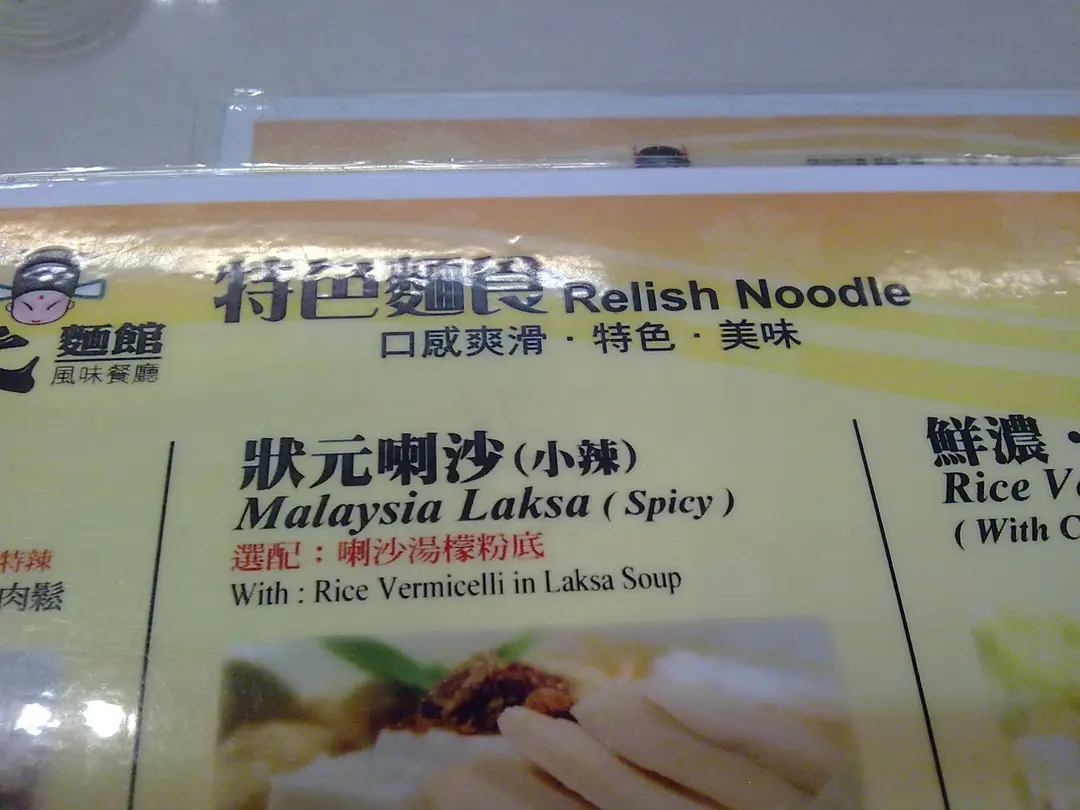 特色麵食 Relish Noodle
口感爽滑·特色·美味
麵館
風味餐廳
狀元喇沙(小辣)
Malaysia Laksa ( Spicy )
選配：喇沙湯檬粉底
With : Rice Vermicelli in Laksa Soup
特辣
肉鬆
鮮濃·
Rice
( With